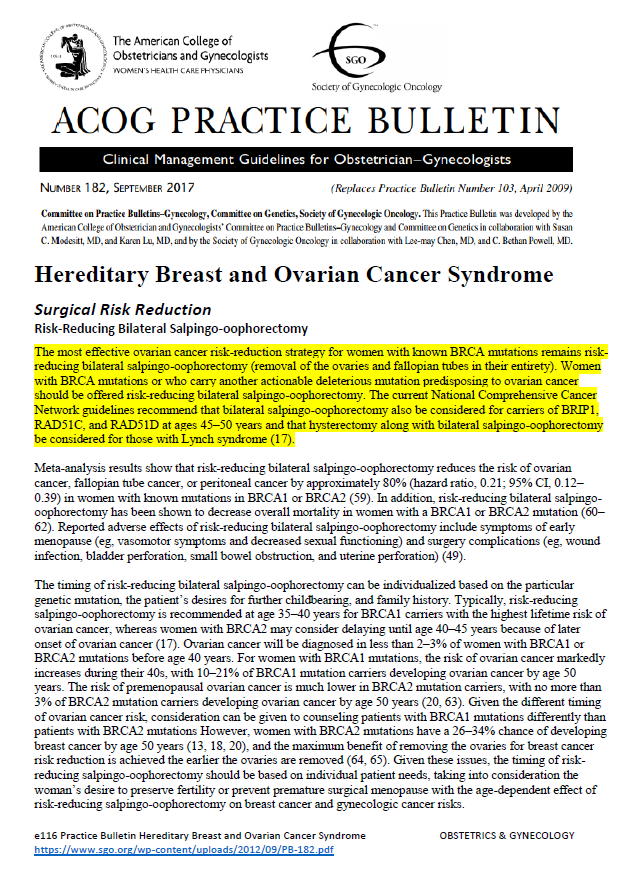 The American College of
Obstetricians and Gynecologists
WOMEN'S HEALTH CARE PHYSICIANS
SGO
Society of Gynecologic Oncology
ACOG PRACTICE BULLETIN
Clinical Management Guidelines for Obstetrician–Gynecologists
NUMBER 182, SEPTEMBER 2017
(Replaces Practice Bulletin Number 103, April 2009)
Committee on Practice Bulletins–Gynecology, Committee on Genetics, Society of Gynecologic Oncology. This Practice Bulletin was developed by the
American College of Obstetrician and Gynecologists' Committee on Practice Bulletins–Gynecology and Committee on Genetics in collaboration with Susan
C. Modesitt, MD, and Karen Lu, MD, and by the Society of Gynecologic Oncology in collaboration with Lee-may Chen, MD, and C. Bethan Powell, MD.
Hereditary Breast and Ovarian Cancer Syndrome
Surgical Risk Reduction
Risk-Reducing Bilateral Salpingo-oophorectomy
The most effective ovarian cancer risk-reduction strategy for women with known BRCA mutations remains risk-
reducing bilateral salpingo-oophorectomy (removal of the ovaries and fallopian tubes in their entirety). Women
with BRCA mutations or who carry another actionable deleterious mutation predisposing to ovarian cancer
should be offered risk-reducing bilateral salpingo-oophorectomy. The current National Comprehensive Cancer
Network guidelines recommend that bilateral salpingo-oophorectomy also be considered for carriers of BRIP1,
RAD51C, and RAD51D at ages 45–50 years and that hysterectomy along with bilateral salpingo-oophorectomy
be considered for those with Lynch syndrome (17).
Meta-analysis results show that risk-reducing bilateral salpingo-oophorectomy reduces the risk of ovarian
cancer, fallopian tube cancer, or peritoneal cancer by approximately 80% (hazard ratio, 0.21; 95% CI, 0.12–
0.39) in women with known mutations in BRCA1 or BRCA2 (59). In addition, risk-reducing bilateral salpingo-
oophorectomy has been shown to decrease overall mortality in women with a BRCA1 or BRCA2 mutation (60–
62). Reported adverse effects of risk-reducing bilateral salpingo-oophorectomy include symptoms of early
menopause (eg, vasomotor symptoms and decreased sexual functioning) and surgery complications (eg, wound
infection, bladder perforation, small bowel obstruction, and uterine perforation) (49).
The timing of risk-reducing bilateral salpingo-oophorectomy can be individualized based on the particular
genetic mutation, the patient's desires for further childbearing, and family history. Typically, risk-reducing
salpingo-oophorectomy is recommended at age 35–40 years for BRCA1 carriers with the highest lifetime risk of
ovarian cancer, whereas women with BRCA2 may consider delaying until age 40–45 years because of later
onset of ovarian cancer (17). Ovarian cancer will be diagnosed in less than 2–3% of women with BRCA1 or
BRCA2 mutations before age 40 years. For women with BRCA1 mutations, the risk of ovarian cancer markedly
increases during their 40s, with 10–21% of BRCA1 mutation carriers developing ovarian cancer by age 50
years. The risk of premenopausal ovarian cancer is much lower in BRCA2 mutation carriers, with no more than
3% of BRCA2 mutation carriers developing ovarian cancer by age 50 years (20, 63). Given the different timing
of ovarian cancer risk, consideration can be given to counseling patients with BRCA1 mutations differently than
patients with BRCA2 mutations However, women with BRCA2 mutations have a 26–34% chance of developing
breast cancer by age 50 years (13, 18, 20), and the maximum benefit of removing the ovaries for breast cancer
risk reduction is achieved the earlier the ovaries are removed (64, 65). Given these issues, the timing of risk-
reducing salpingo-oophorectomy should be based on individual patient needs, taking into consideration the
woman's desire to preserve fertility or prevent premature surgical menopause with the age-dependent effect of
risk-reducing salpingo-oophorectomy on breast cancer and gynecologic cancer risks.
e116 Practice Bulletin Hereditary Breast and Ovarian Cancer Syndrome
OBSTETRICS & GYNECOLOGY
https://www.sgo.org/wp-content/uploads/2012/09/PB-182.pdf